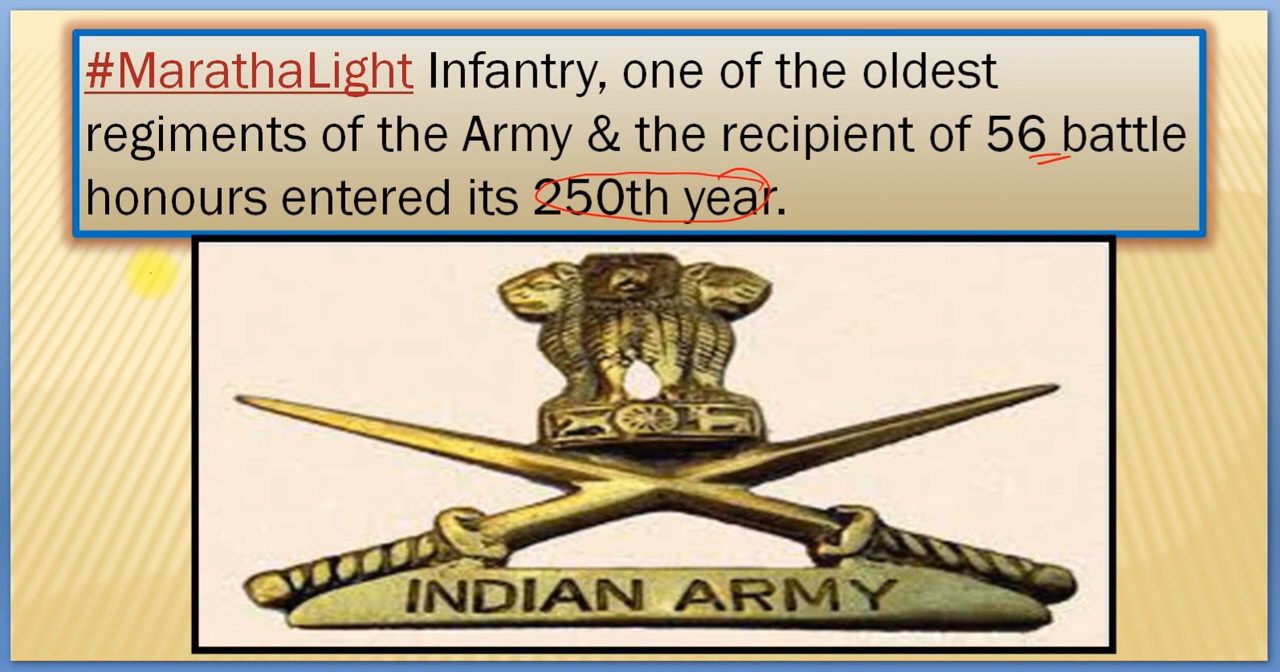 #MarathaLight Infantry, one of the oldest
regiments of the Army & the recipient of 56 battle
honours entered its 250th year.
INDIAN ARMY